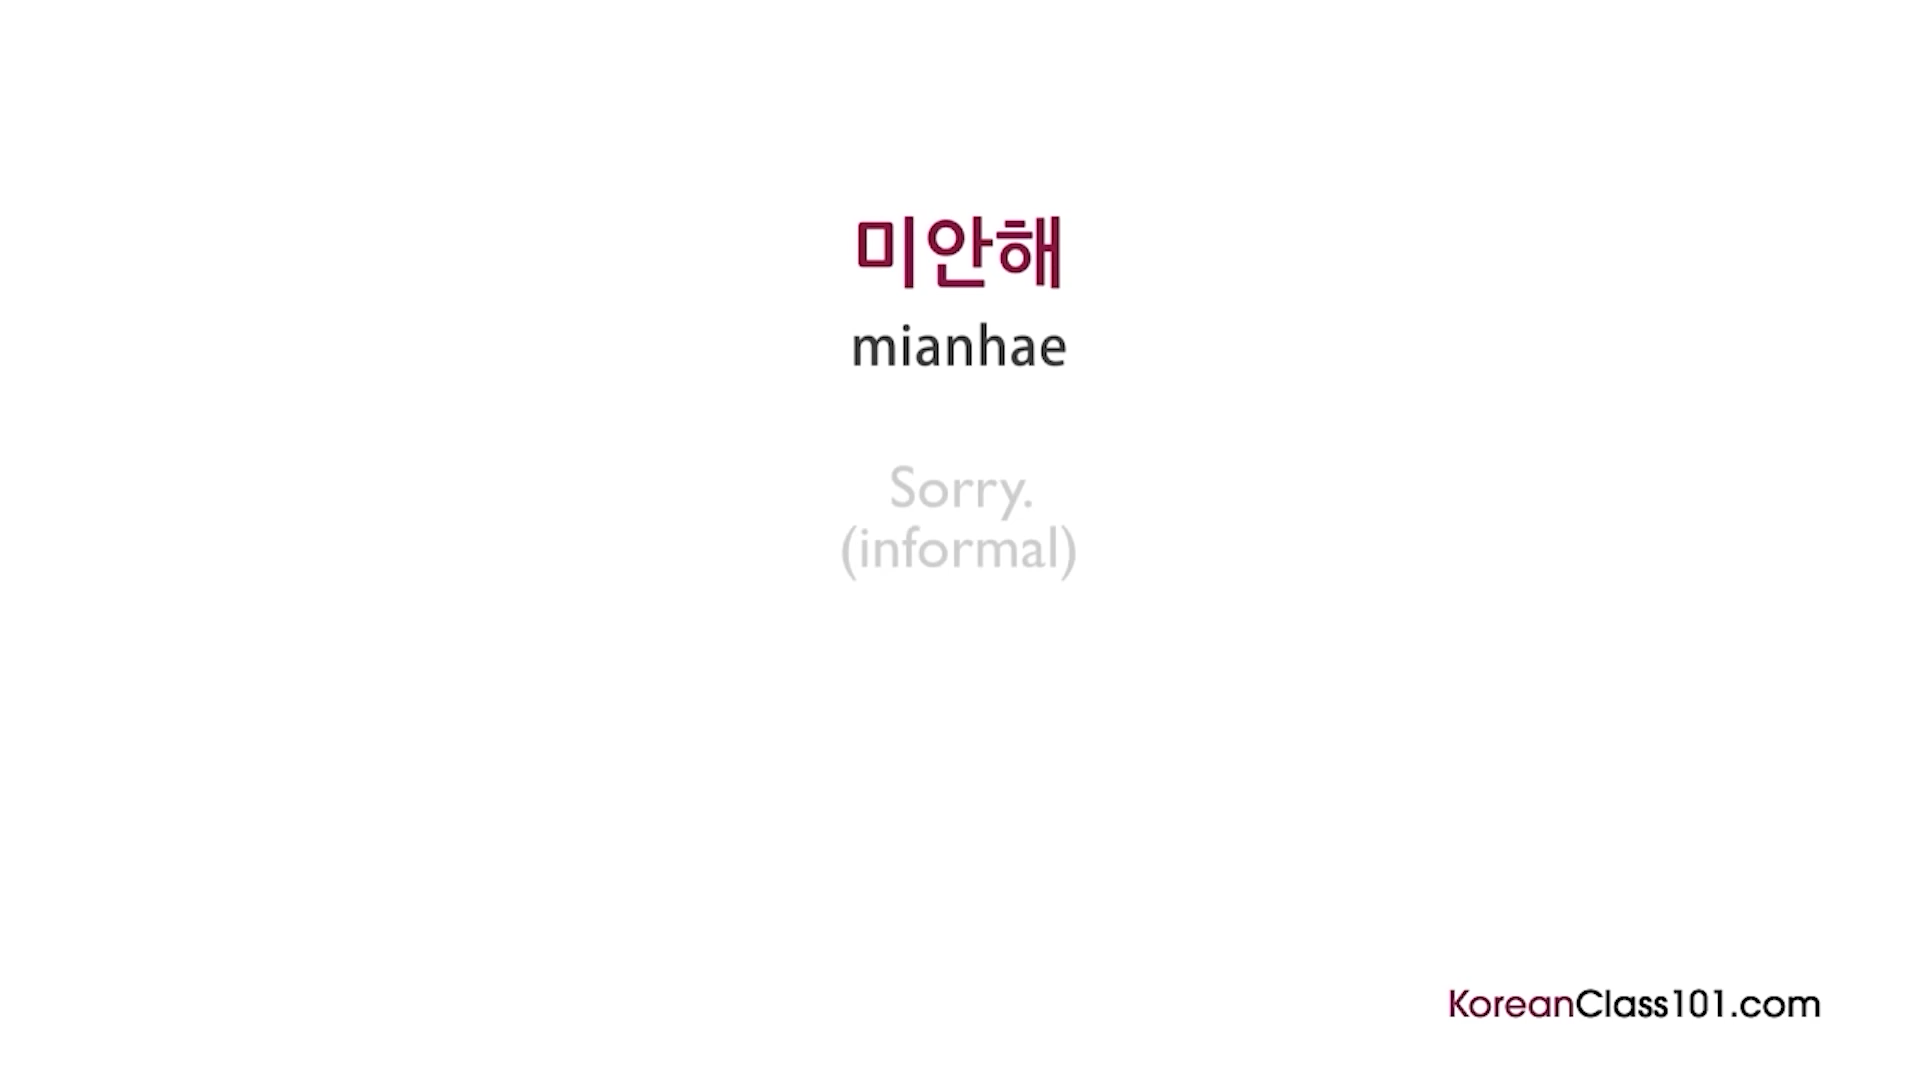 미안해
mianhae
Sorry.
(informal)
KoreanClass101.com